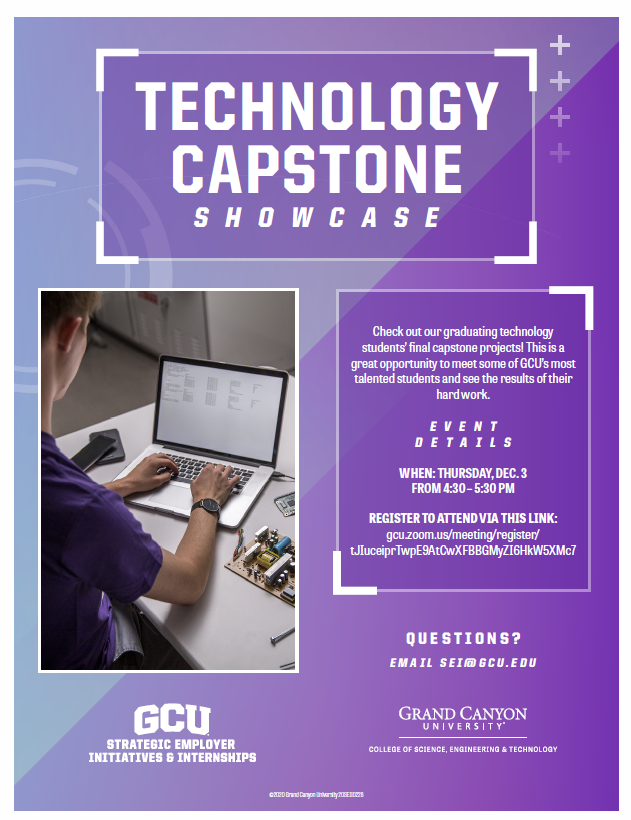 TECHNOLOGY
CAPSTONE
SHOWCASE
Check out our graduating technology
students' final capstone projects! This is a
great opportunity to meet some of GCU's most
talented students and see the results of their
hard work.
EVENT
DETAILS
WHEN: THURSDAY, DEC. 3
FROM 4:30 – 5:30 PM
REGISTER TO ATTEND VIA THIS LINK:
gcu.zoom.us/meeting/register/
tJIuceiprTwpE9AtCwXFBBGMyZI6HkW5XMc7
QUESTIONS?
EMAIL SEI@GCU.EDU
GCU
STRATEGIC EMPLOYER
INITIATIVES & INTERNSHIPS
GRAND CANYON
UNIVERSITY
COLLEGE OF SCIENCE, ENGINEERING & TECHNOLOGY
©2020 Grand Canyon University